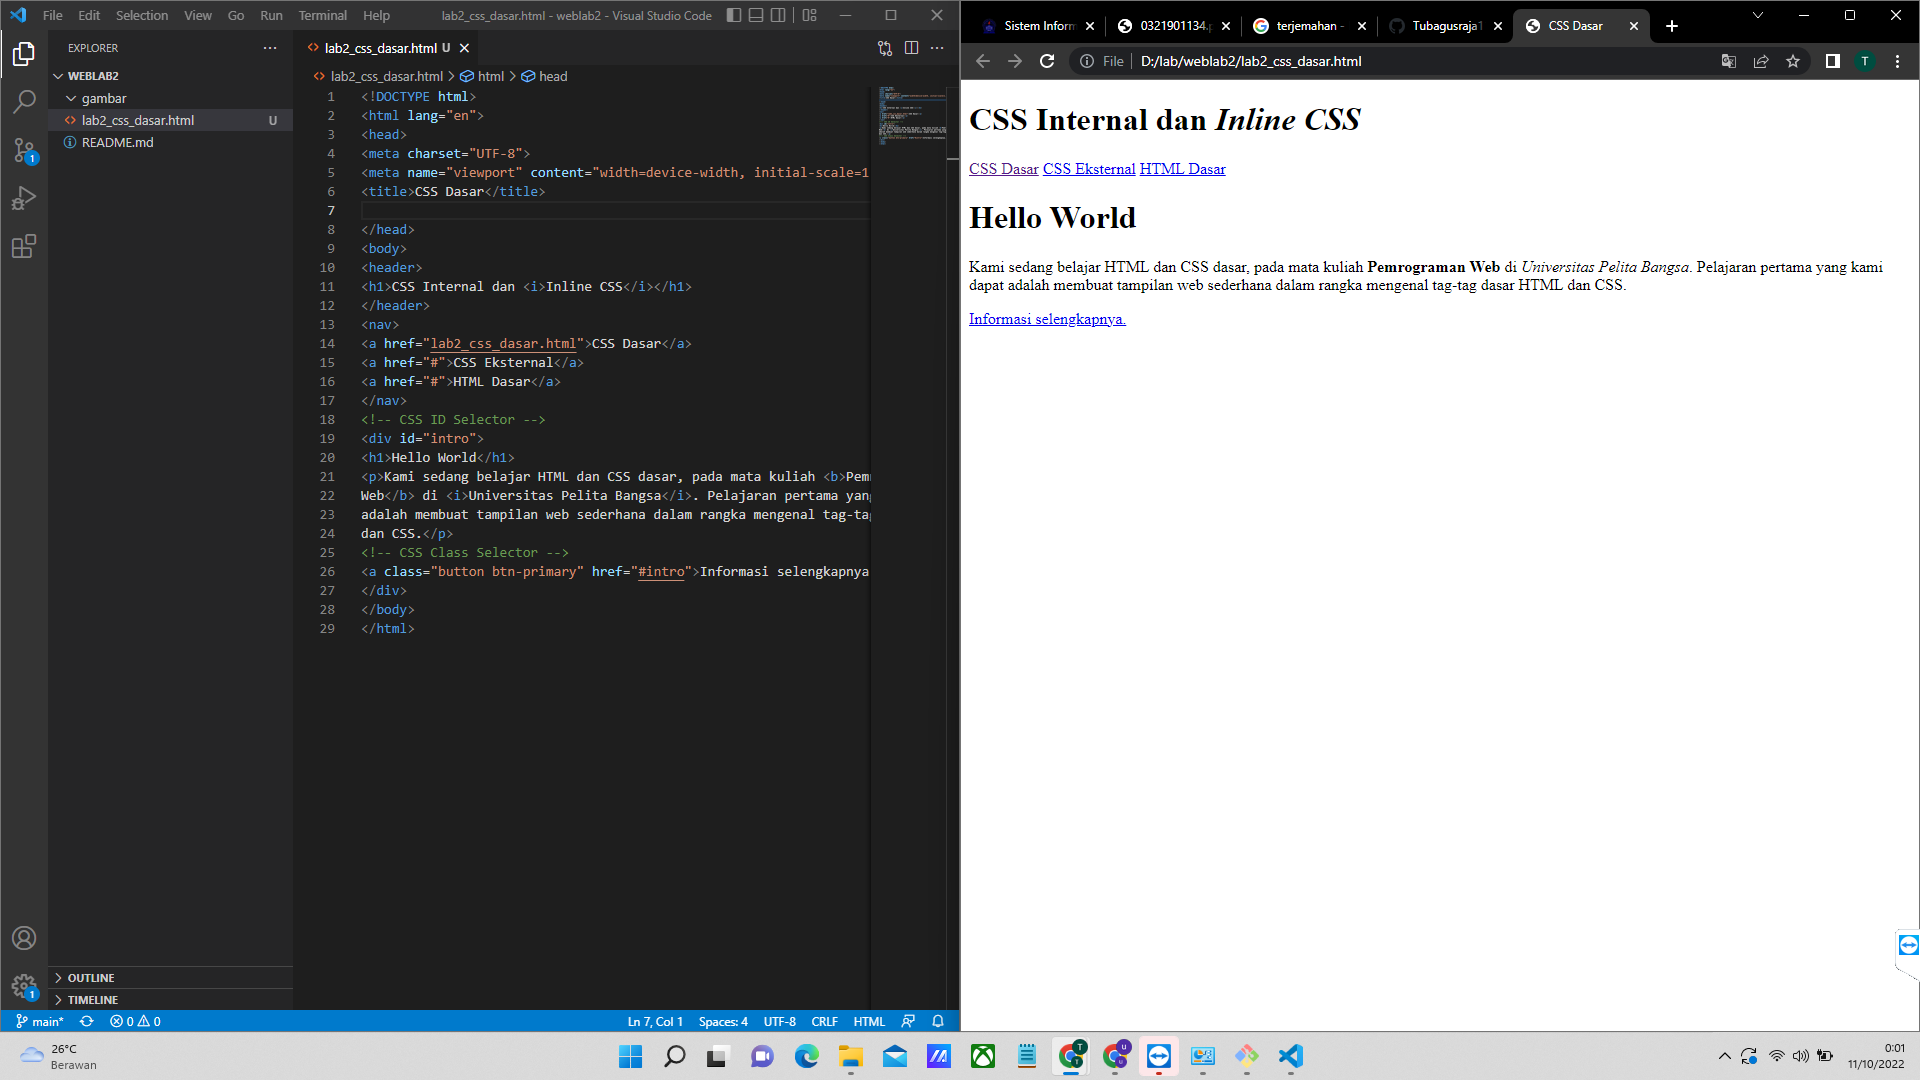 File Edit Selection View Go Run Terminal Help
lab2_css_dasar.html - weblab2 - Visual Studio Code
EXPLORER
WEBLAB2
gambar
lab2_css_dasar.html U
README.md
OUTLINE
TIMELINE
lab2_css_dasar.html U
lab2_css_dasar.html > html > head
1 <!DOCTYPE html>
2 <html lang="en">
3 <head>
4 <meta charset="UTF-8">
5 <meta name="viewport" content="width=device-width, initial-scale=1
6 <title>CSS Dasar</title>
7
8 </head>
9 <body>
10 <header>
11 <h1>CSS Internal dan <i>Inline CSS</i></h1>
12 </header>
13 <nav>
14 <a href="lab2_css_dasar.html">CSS Dasar</a>
15 <a href="#">CSS Eksternal</a>
16 <a href="#">HTML Dasar</a>
17 </nav>
18 <!-- CSS ID Selector -->
19 <div id="intro">
20 <h1>Hello World</h1>
21 <p>Kami sedang belajar HTML dan CSS dasar, pada mata kuliah <b>Pem
22 Web</b> di <i>Universitas Pelita Bangsa</i>. Pelajaran pertama yan
23 adalah membuat tampilan web sederhana dalam rangka mengenal tag-ta
24 dan CSS.</p>
25 <!-- CSS Class Selector -->
26 <a class="button btn-primary" href="#intro">Informasi selengkapnya
27 </div>
28 </body>
29 </html>
1
1
main* 0 0
Ln 7, Col 1 Spaces: 4 UTF-8 CRLF HTML
Sistem Inform
0321901134.p
terjemahan -
Tubagusraja1
CSS Dasar
File D:/lab/weblab2/lab2_css_dasar.html T
CSS Internal dan Inline CSS
CSS Dasar CSS Eksternal HTML Dasar
Hello World
Kami sedang belajar HTML dan CSS dasar, pada mata kuliah Pemrograman Web di Universitas Pelita Bangsa. Pelajaran pertama yang kami
dapat adalah membuat tampilan web sederhana dalam rangka mengenal tag-tag dasar HTML dan CSS.
Informasi selengkapnya.
26°C
Berawan
0:01
11/10/2022